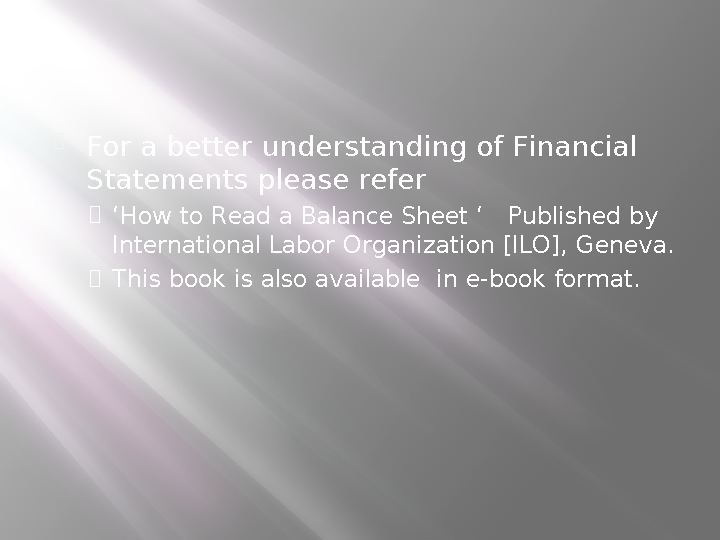 For a better understanding of Financial
Statements please refer
‘How to Read a Balance Sheet ‘ Published by
International Labor Organization [ILO], Geneva.
This book is also available in e-book format.